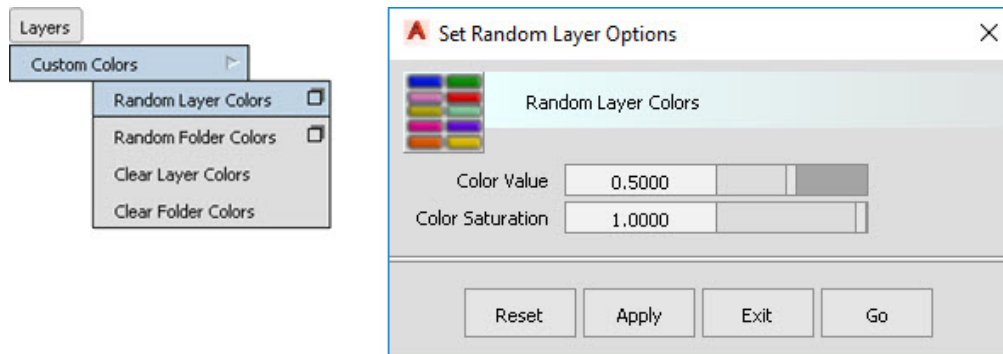 Layers
Custom Colors
Random Layer Colors
Random Folder Colors
Clear Layer Colors
Clear Folder Colors
Set Random Layer Options
Random Layer Colors
Color Value 0.5000
Color Saturation 1.0000
Reset Apply Exit Go